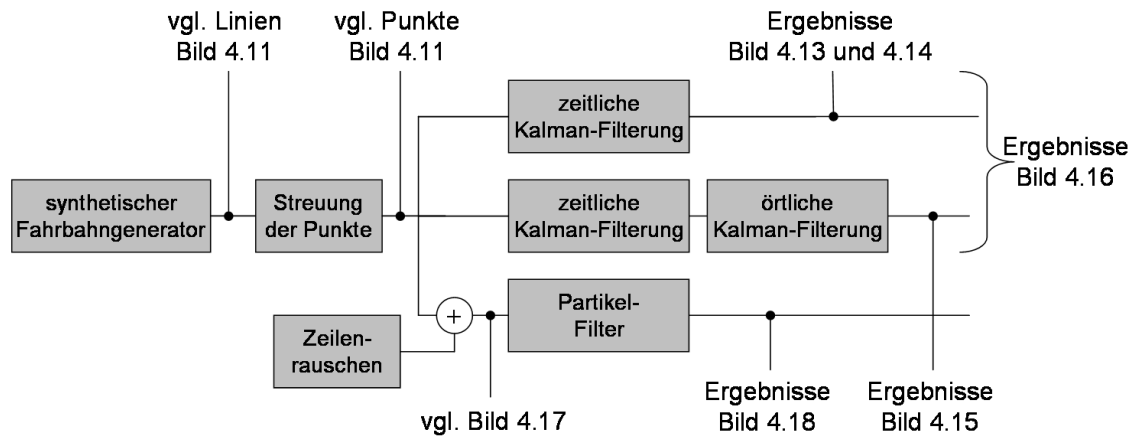 vgl. Linien
Bild 4.11
vgl. Punkte
Bild 4.11
Ergebnisse
Bild 4.13 und 4.14
zeitliche
Kalman-Filterung
Ergebnisse
Bild 4.16
synthetischer
Fahrbahngenerator
Streuung
der Punkte
zeitliche
Kalman-Filterung
örtliche
Kalman-Filterung
Zeilen-
rauschen
+
Partikel-
Filter
vgl. Bild 4.17
Ergebnisse
Bild 4.18
Ergebnisse
Bild 4.15